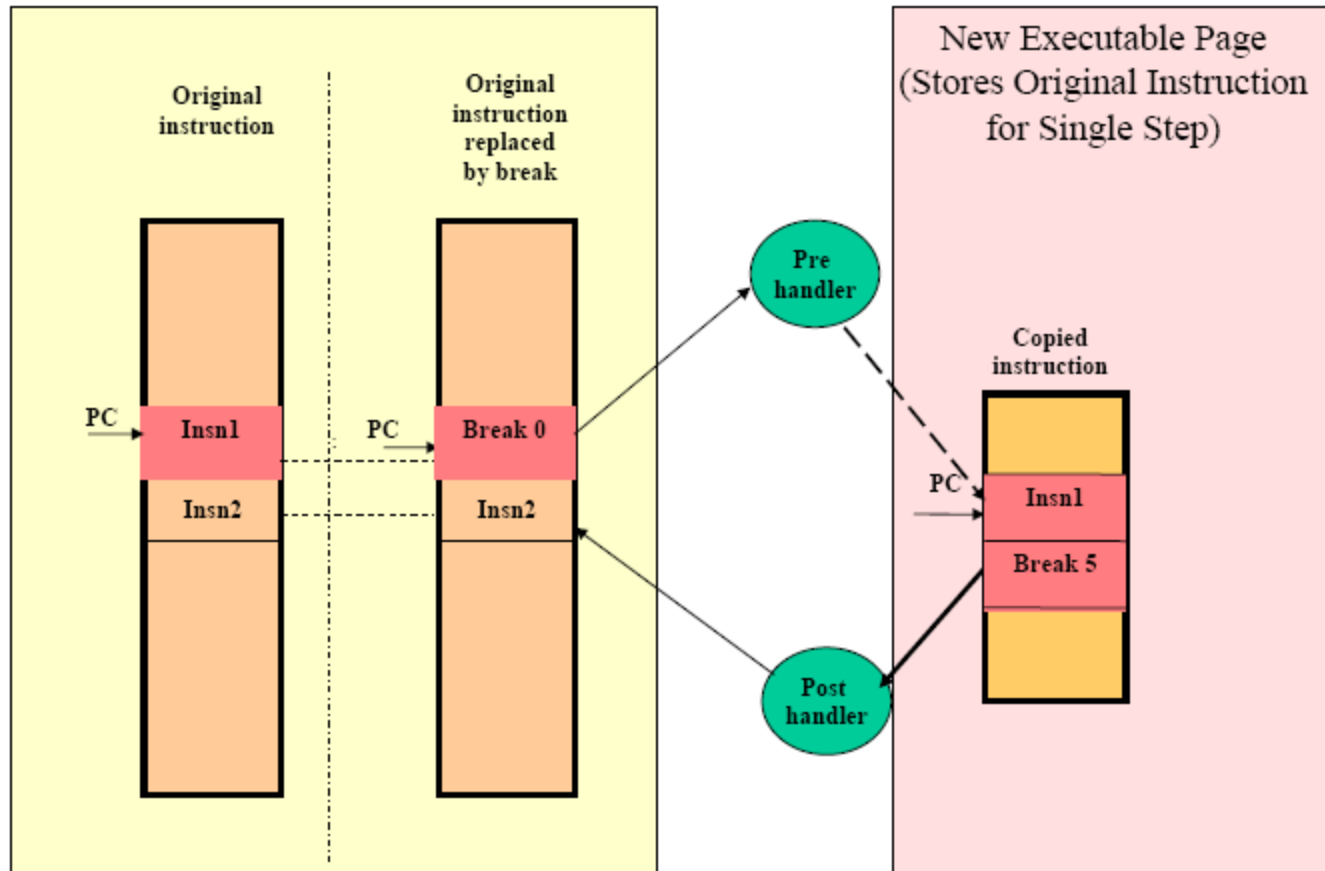 Original
instruction
Original
instruction
replaced
by break
PC
Insn1
Insn2
PC
Break 0
Insn2
Pre
handler
Post
handler
New Executable Page
(Stores Original Instruction
for Single Step)
Copied
instruction
PC
Insn1
Break 5